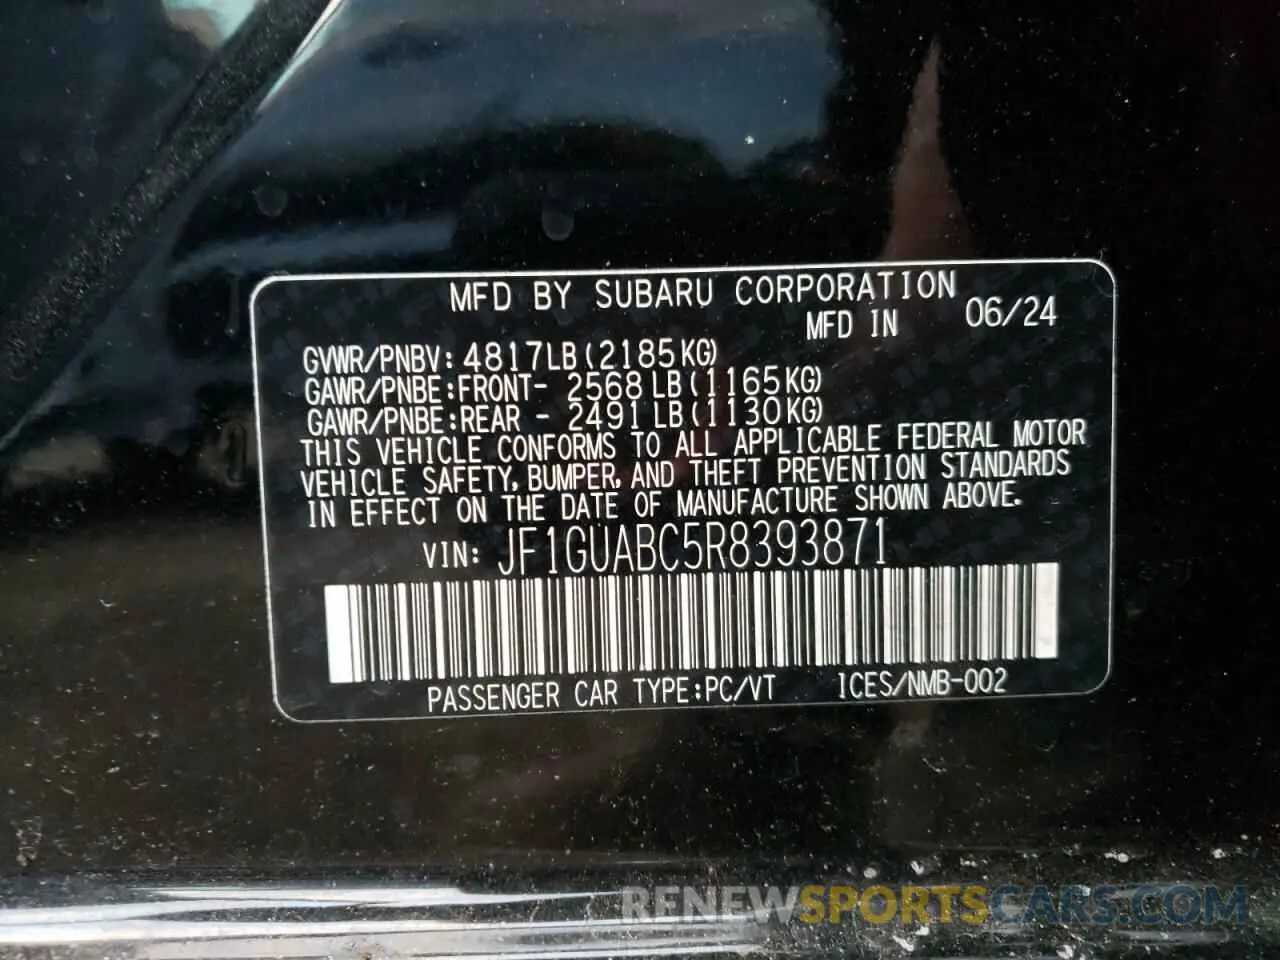 MFD BY SUBARU CORPORATION
MFD IN 06/24
GVWR/PNBV: 4817LB(2185KG)
GAWR/PNBE:FRONT- 2568 LB(1165KG)
GAWR/PNBE:REAR - 2491 LB(1130KG)
THIS VEHICLE CONFORMS TO ALL APPLICABLE FEDERAL MOTOR
VEHICLE SAFETY, BUMPER, AND THEFT PREVENTION STANDARDS
IN EFFECT ON THE DATE OF MANUFACTURE SHOWN ABOVE.
VIN: JF1GUABC5R8393871
PASSENGER CAR TYPE:PC/VT ICES/NMB-002
RENEWSPORTSCARS.COM